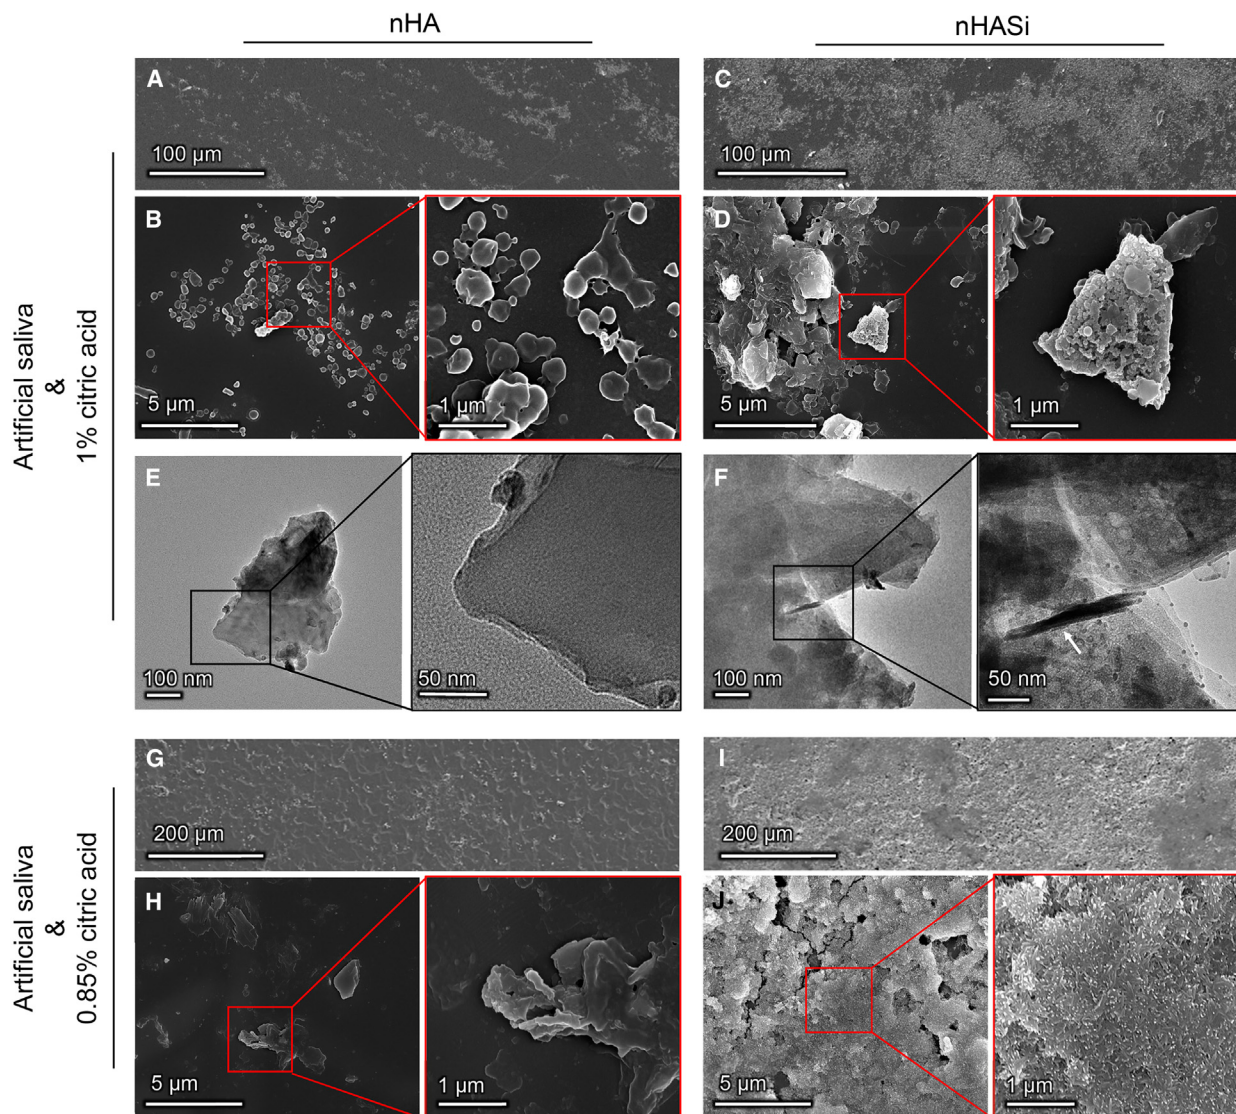 nHA
nHASi
Artificial saliva
&
1% citric acid
A
100 µm
C
100 µm
B
5 µm
1 µm
D
5 µm
1 µm
E
100 nm
50 nm
F
100 nm
50 nm
Artificial saliva
&
0.85% citric acid
G
200 µm
I
200 µm
H
5 µm
1 µm
J
5 µm
1 µm